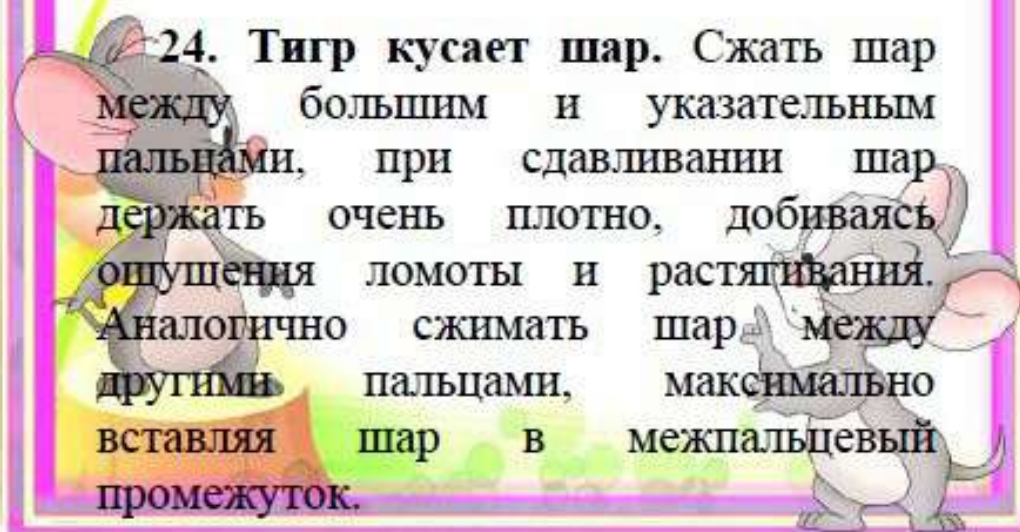 24. Тигр кусает шар. Сжать шар
между большим и указательным
пальцами, при сдавливании шар
держать очень плотно, добиваясь
ощущения ломоты и растягивания.
Аналогично сжимать шар между
другими пальцами, максимально
вставляя шар в межпальцевый
промежуток.